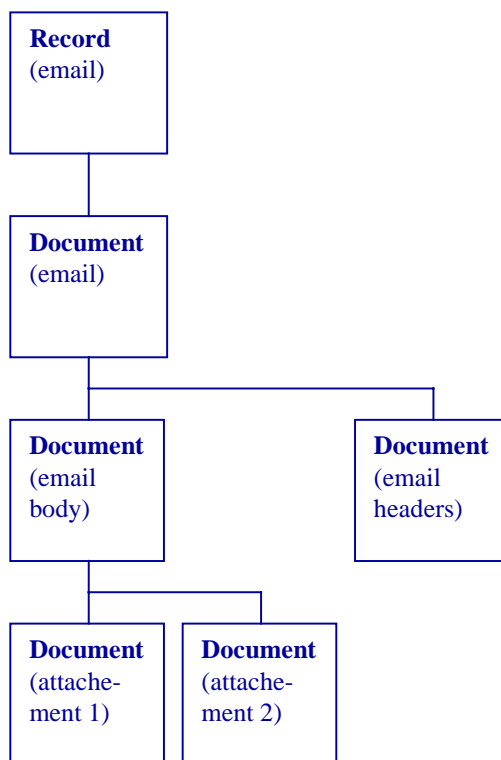 Record
(email)
Document
(email)
Document
(email
body)
Document
(email
headers)
Document
(attache-
ment 1)
Document
(attache-
ment 2)